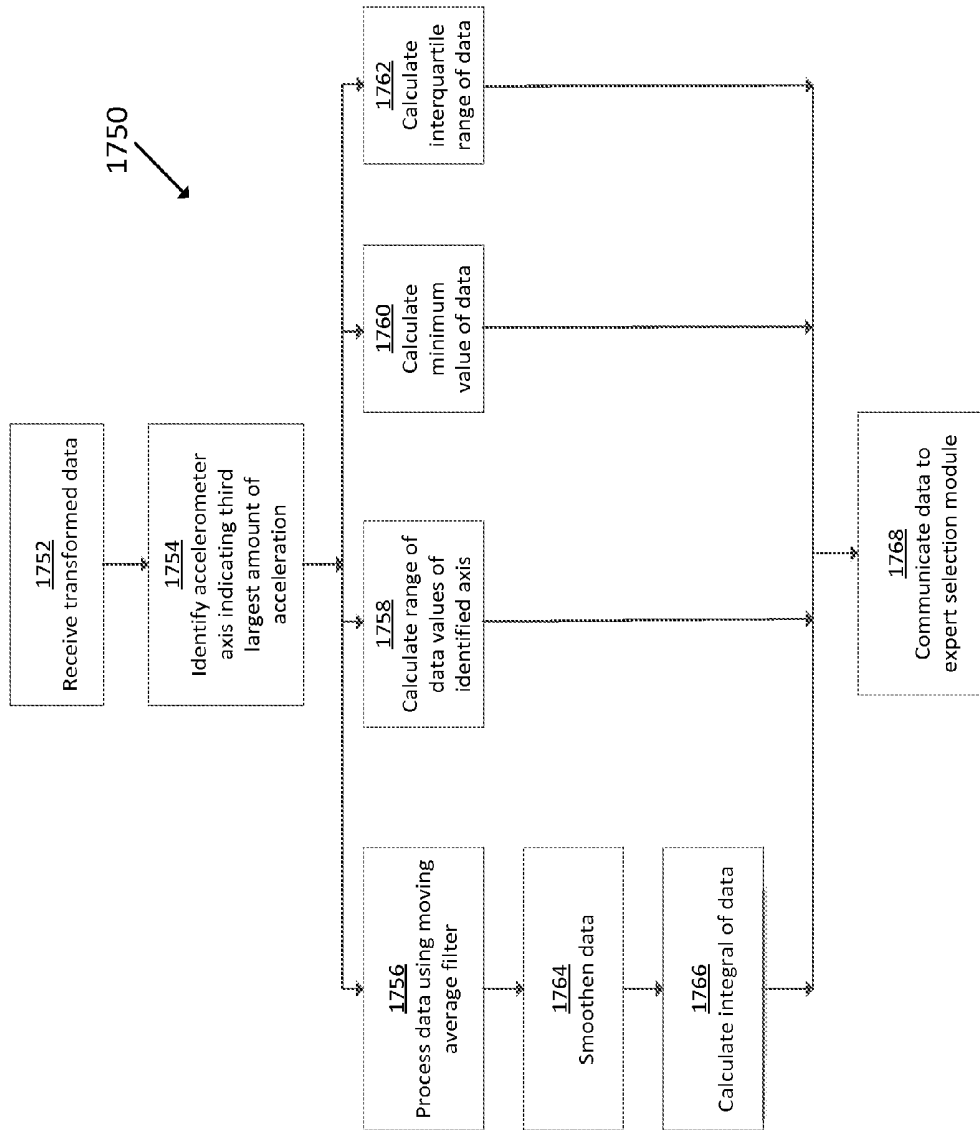 1750
1752
Receive transformed data
1754
Identify accelerometer
axis indicating third
largest amount of
acceleration
1756
Process data using moving
average filter
1758
Calculate range of
data values of
identified axis
1760
Calculate
minimum
value of data
1762
Calculate
interquartile
range of data
1764
Smoothen data
1766
Calculate integral of data
1768
Communicate data to
expert selection module